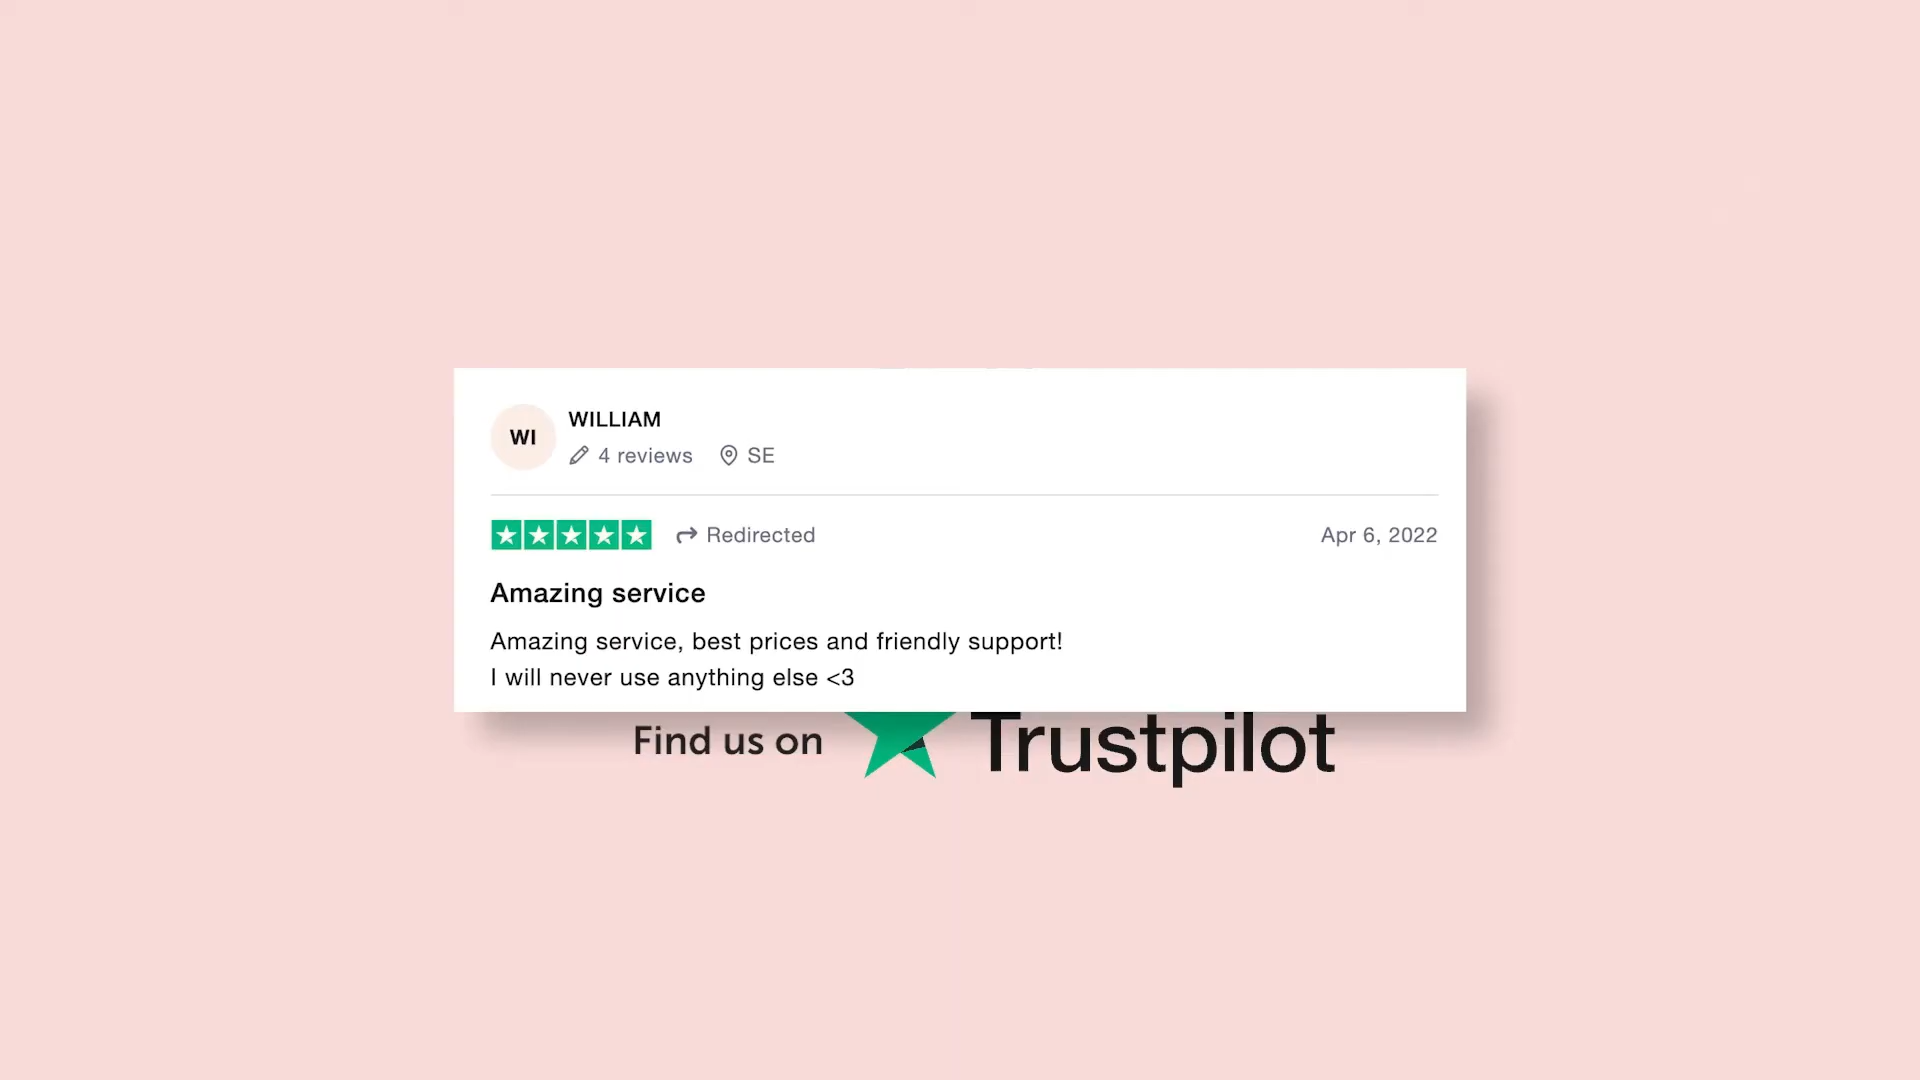 WI
WILLIAM
4 reviews SE
Redirected Apr 6, 2022
Amazing service
Amazing service, best prices and friendly support!
I will never use anything else <3
Find us on Trustpilot